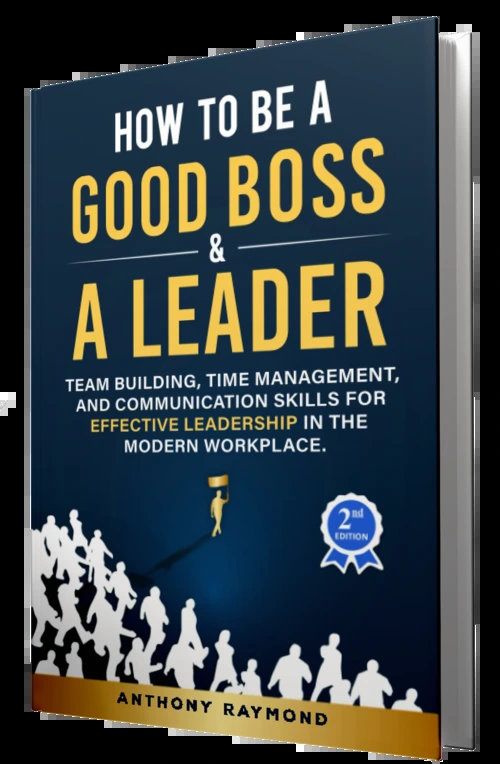 HOW TO BE A
GOOD BOSS
&
A LEADER
TEAM BUILDING, TIME MANAGEMENT,
AND COMMUNICATION SKILLS FOR
EFFECTIVE LEADERSHIP IN THE
MODERN WORKPLACE.
2nd
EDITION
ANTHONY RAYMOND